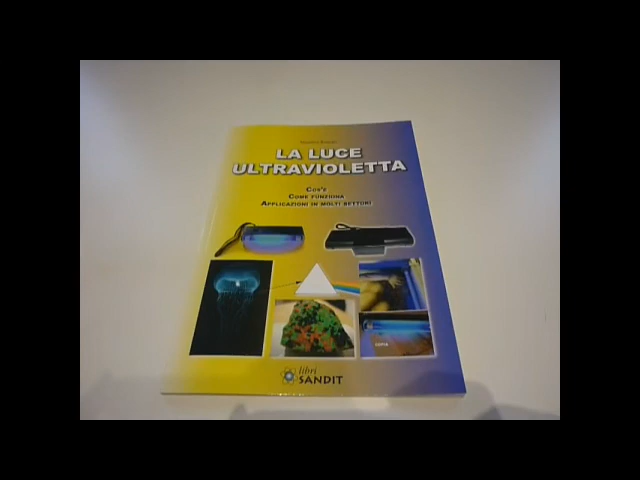 LA LUCE
ULTRAVIOLETTA
COS'È
COME FUNZIONA
APPLICAZIONI IN MOLTI SETTORI
libri
SANDIT